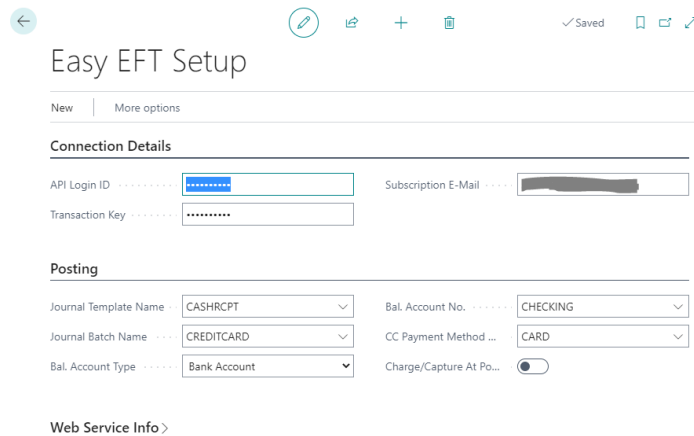 Saved
Easy EFT Setup
New More options
Connection Details
API Login ID •••••••••• Subscription E-Mail
Transaction Key ••••••••••
Posting
Journal Template Name CASHRCPT Bal. Account No. CHECKING
Journal Batch Name CREDITCARD CC Payment Method ... CARD
Bal. Account Type Bank Account Charge/Capture At Po...
Web Service Info